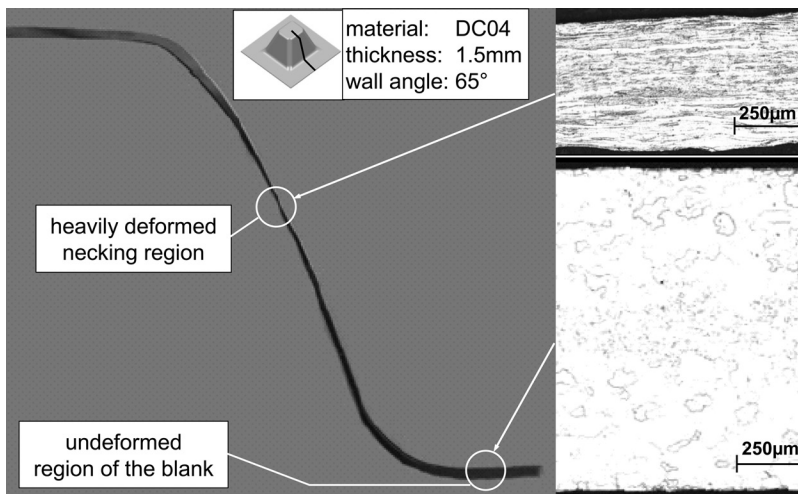 material: DC04
thickness: 1.5mm
wall angle: 65°
250µm
heavily deformed
necking region
undeformed
region of the blank
250µm